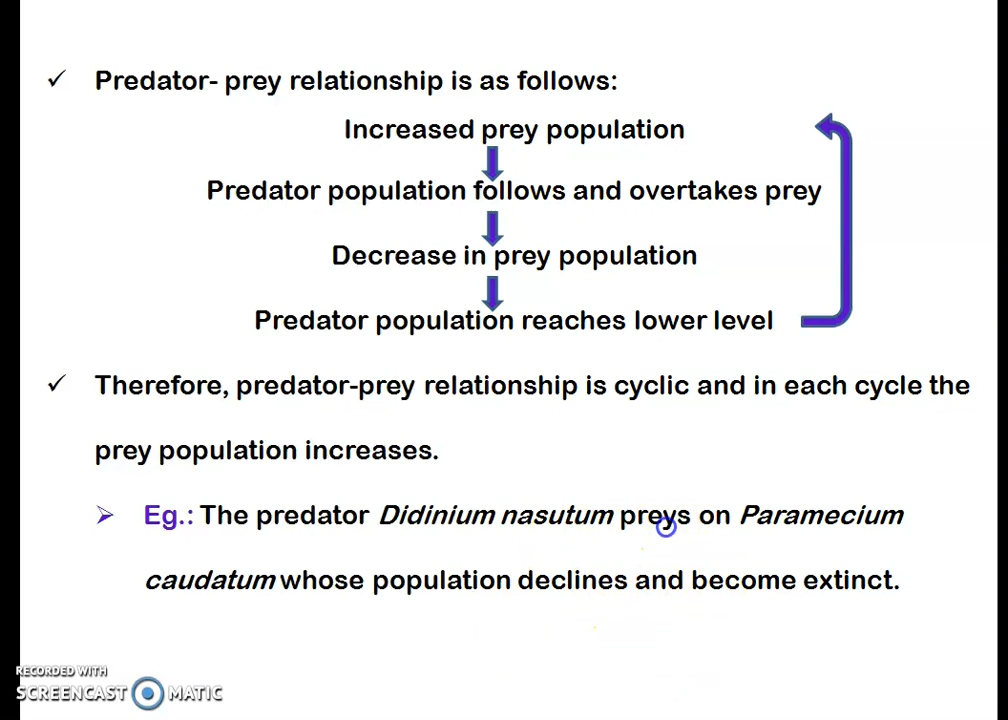 Predator- prey relationship is as follows:
Increased prey population
Predator population follows and overtakes prey
Decrease in prey population
Predator population reaches lower level
Therefore, predator-prey relationship is cyclic and in each cycle the
prey population increases.
Eg.: The predator Didinium nasutum preys on Paramecium
caudatum whose population declines and become extinct.
RECORDED WITH
SCREENCAST MATIC